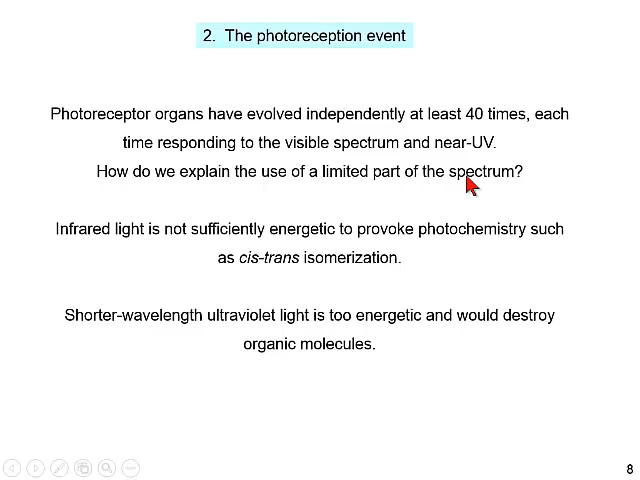 2. The photoreception event
Photoreceptor organs have evolved independently at least 40 times, each
time responding to the visible spectrum and near-UV.
How do we explain the use of a limited part of the spectrum?
Infrared light is not sufficiently energetic to provoke photochemistry such
as cis-trans isomerization.
Shorter-wavelength ultraviolet light is too energetic and would destroy
organic molecules.
8